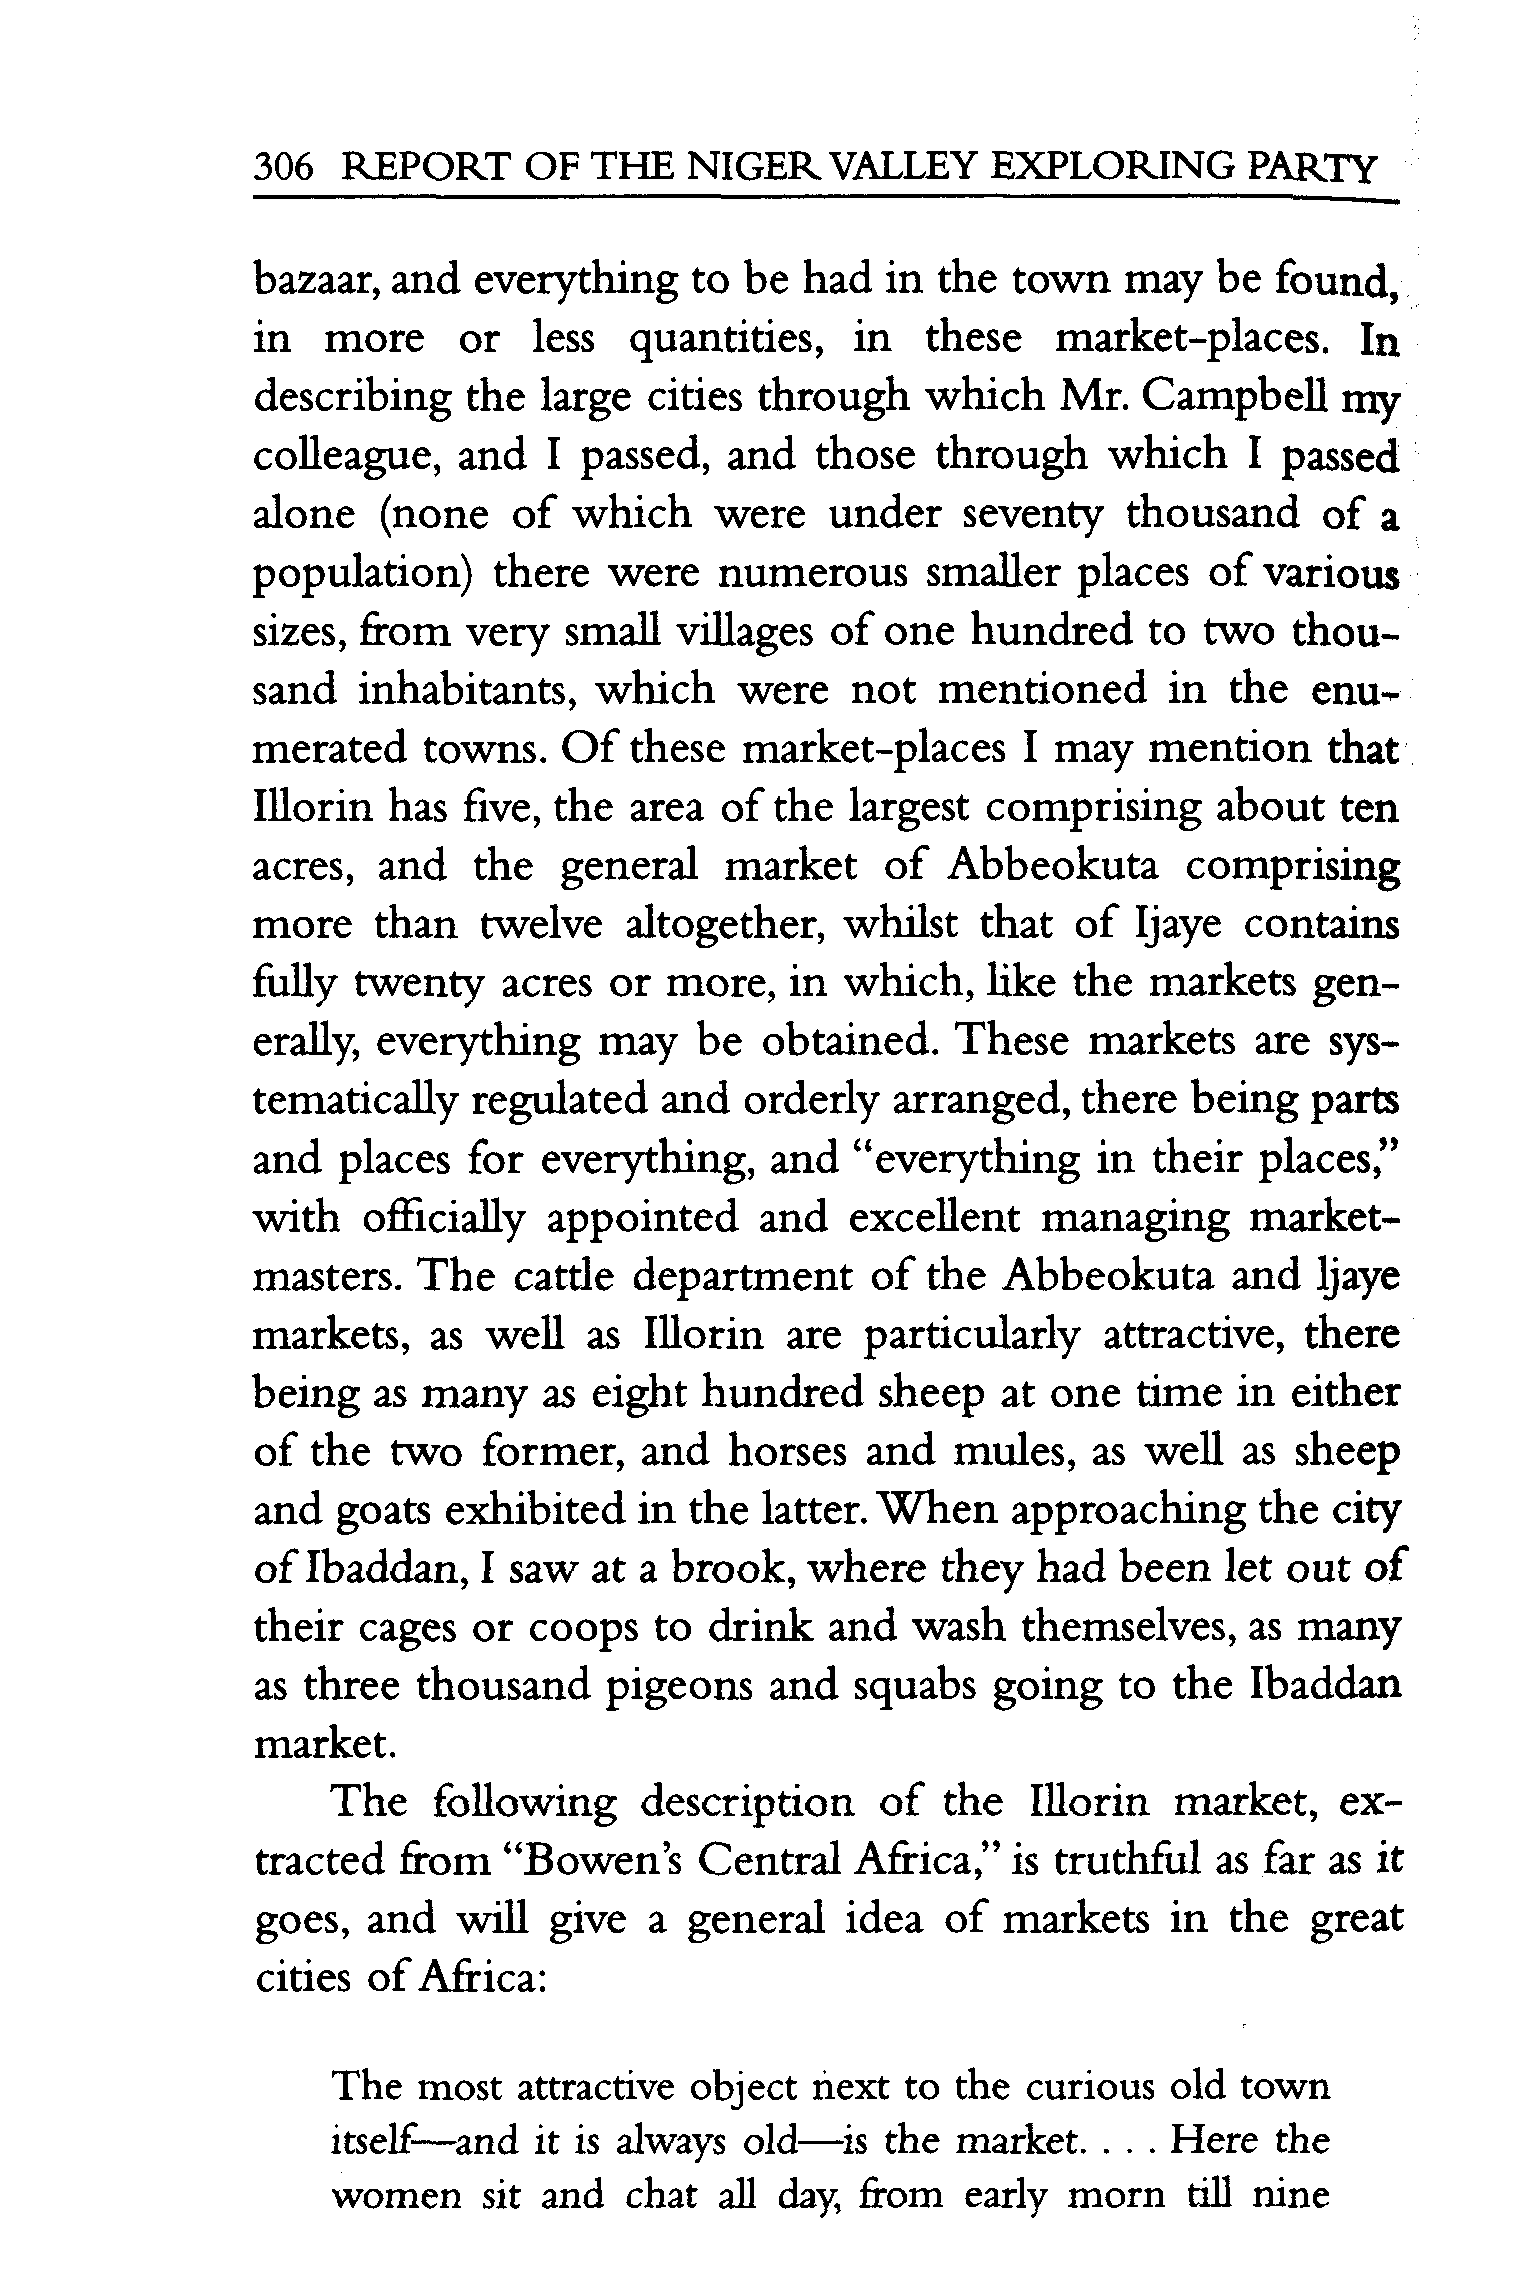 306 REPORT OF THE NIGER VALLEY EXPLORING PARTY
bazaar, and everything to be had in the town may be found,
in more or less quantities, in these market-places. In
describing the large cities through which Mr. Campbell my
colleague, and I passed, and those through which I passed
alone (none of which were under seventy thousand of a
population) there were numerous smaller places of various
sizes, from very small villages of one hundred to two thou-
sand inhabitants, which were not mentioned in the enu-
merated towns. Of these market-places I may mention that
Illorin has five, the area of the largest comprising about ten
acres, and the general market of Abbeokuta comprising
more than twelve altogether, whilst that of Ijaye contains
fully twenty acres or more, in which, like the markets gen-
erally, everything may be obtained. These markets are sys-
tematically regulated and orderly arranged, there being parts
and places for everything, and “everything in their places,”
with officially appointed and excellent managing market-
masters. The cattle department of the Abbeokuta and Ijaye
markets, as well as Illorin are particularly attractive, there
being as many as eight hundred sheep at one time in either
of the two former, and horses and mules, as well as sheep
and goats exhibited in the latter. When approaching the city
of Ibaddan, I saw at a brook, where they had been let out of
their cages or coops to drink and wash themselves, as many
as three thousand pigeons and squabs going to the Ibaddan
market.
The following description of the Illorin market, ex-
tracted from “Bowen’s Central Africa,” is truthful as far as it
goes, and will give a general idea of markets in the great
cities of Africa:
The most attractive object next to the curious old town
itself—and it is always old—is the market. . . . Here the
women sit and chat all day, from early morn till nine